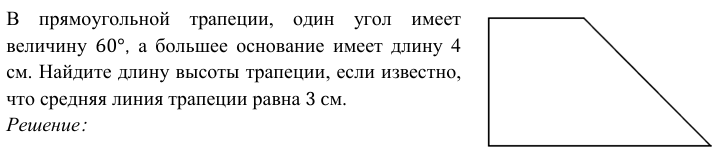 В прямоугольной трапеции, один угол имеет
величину 60°, а большее основание имеет длину 4
см. Найдите длину высоты трапеции, если известно,
что средняя линия трапеции равна 3 см.
Решение: